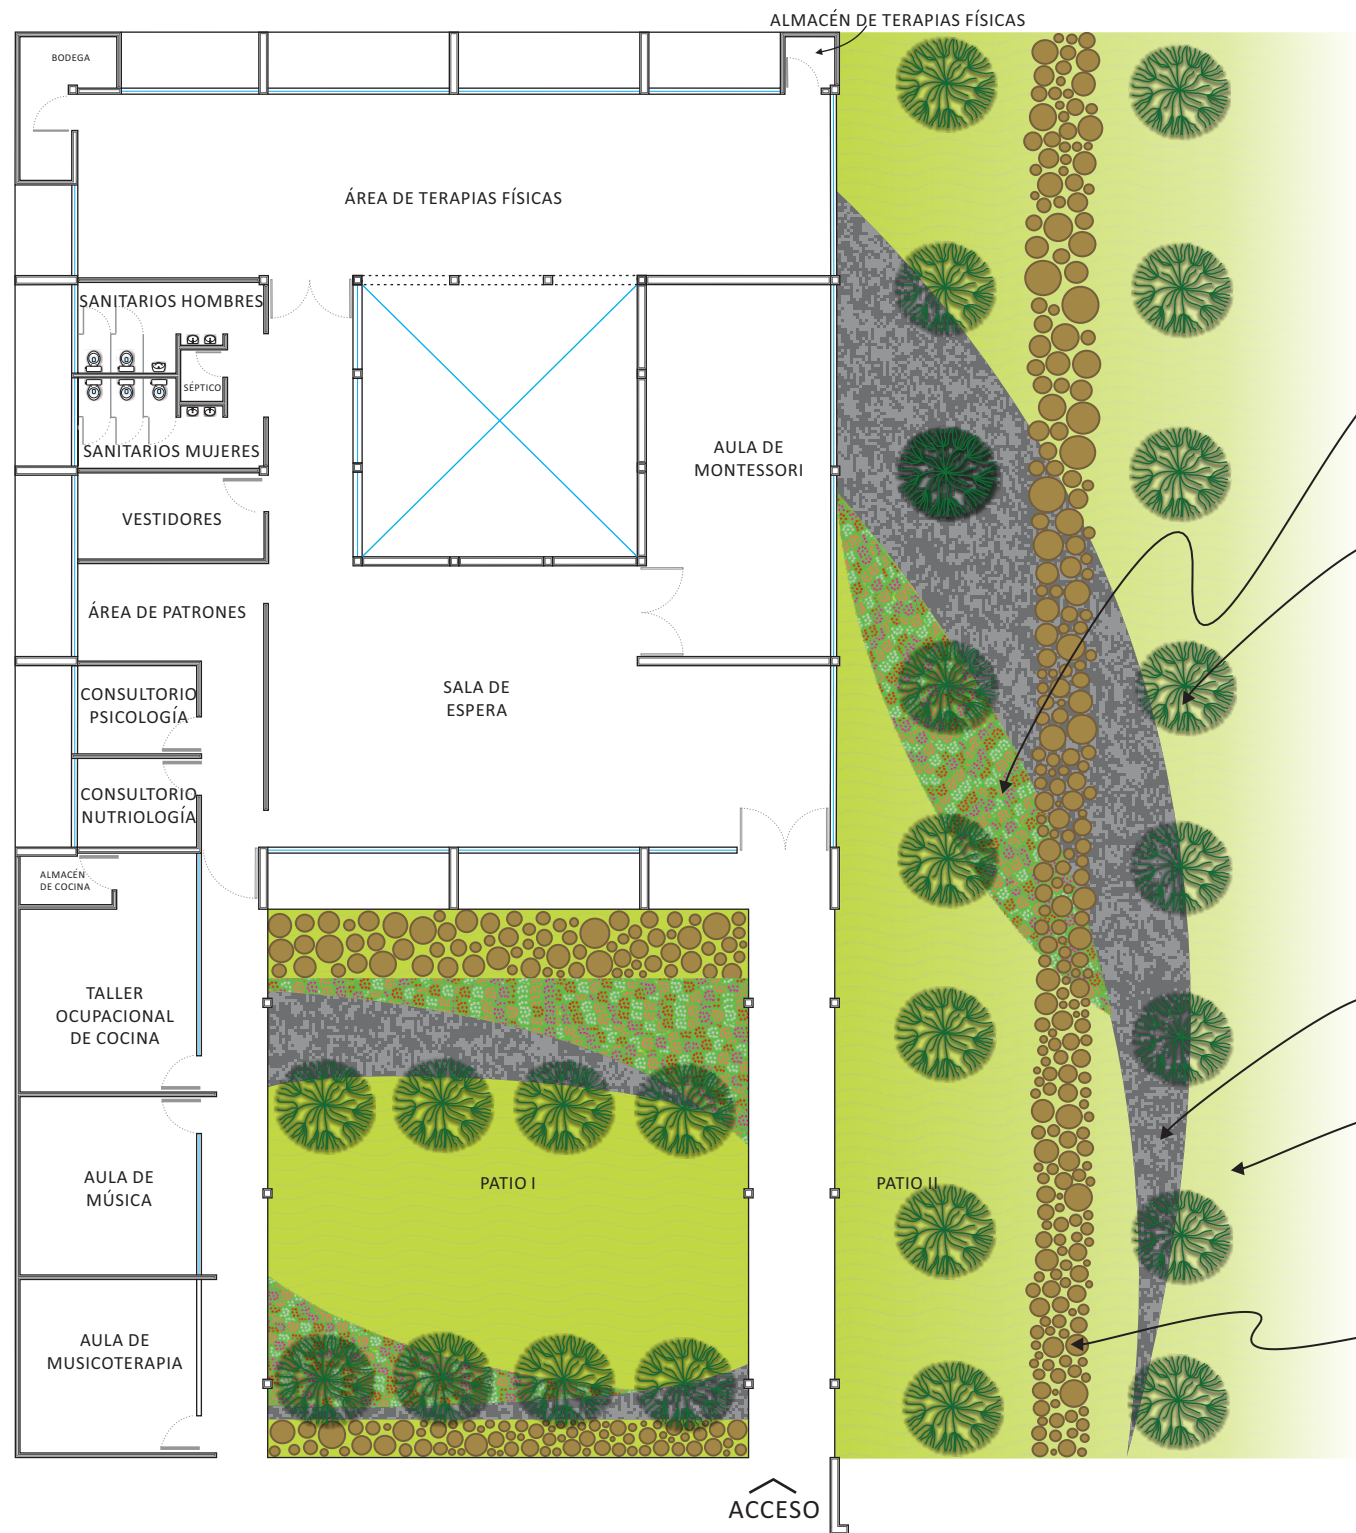 ALMACÉN DE TERAPIAS FÍSICAS
BODEGA
ÁREA DE TERAPIAS FÍSICAS
SANITARIOS HOMBRES
SÉPTICO
SANITARIOS MUJERES
AULA DE
MONTESSORI
VESTIDORES
ÁREA DE PATRONES
CONSULTORIO
PSICOLOGÍA
SALA DE
ESPERA
CONSULTORIO
NUTRIOLOGÍA
ALMACÉN
DE COCINA
TALLER
OCUPACIONAL
DE COCINA
AULA DE
MÚSICA
PATIO I
PATIO II
AULA DE
MUSICOTERAPIA
ACCESO